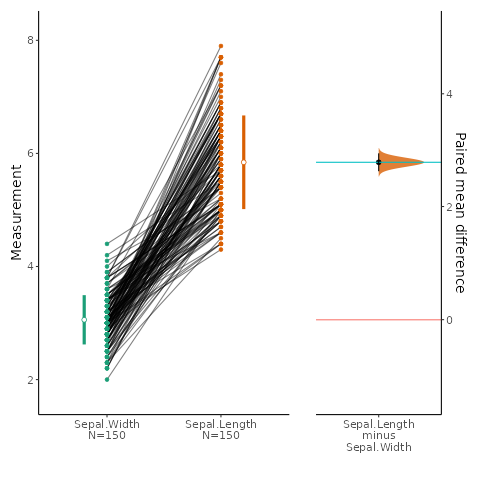 8
6
4
2
Measurement
Sepal.Width
N=150
Sepal.Length
N=150
4
2
0
Paired mean difference
Sepal.Length
minus
Sepal.Width